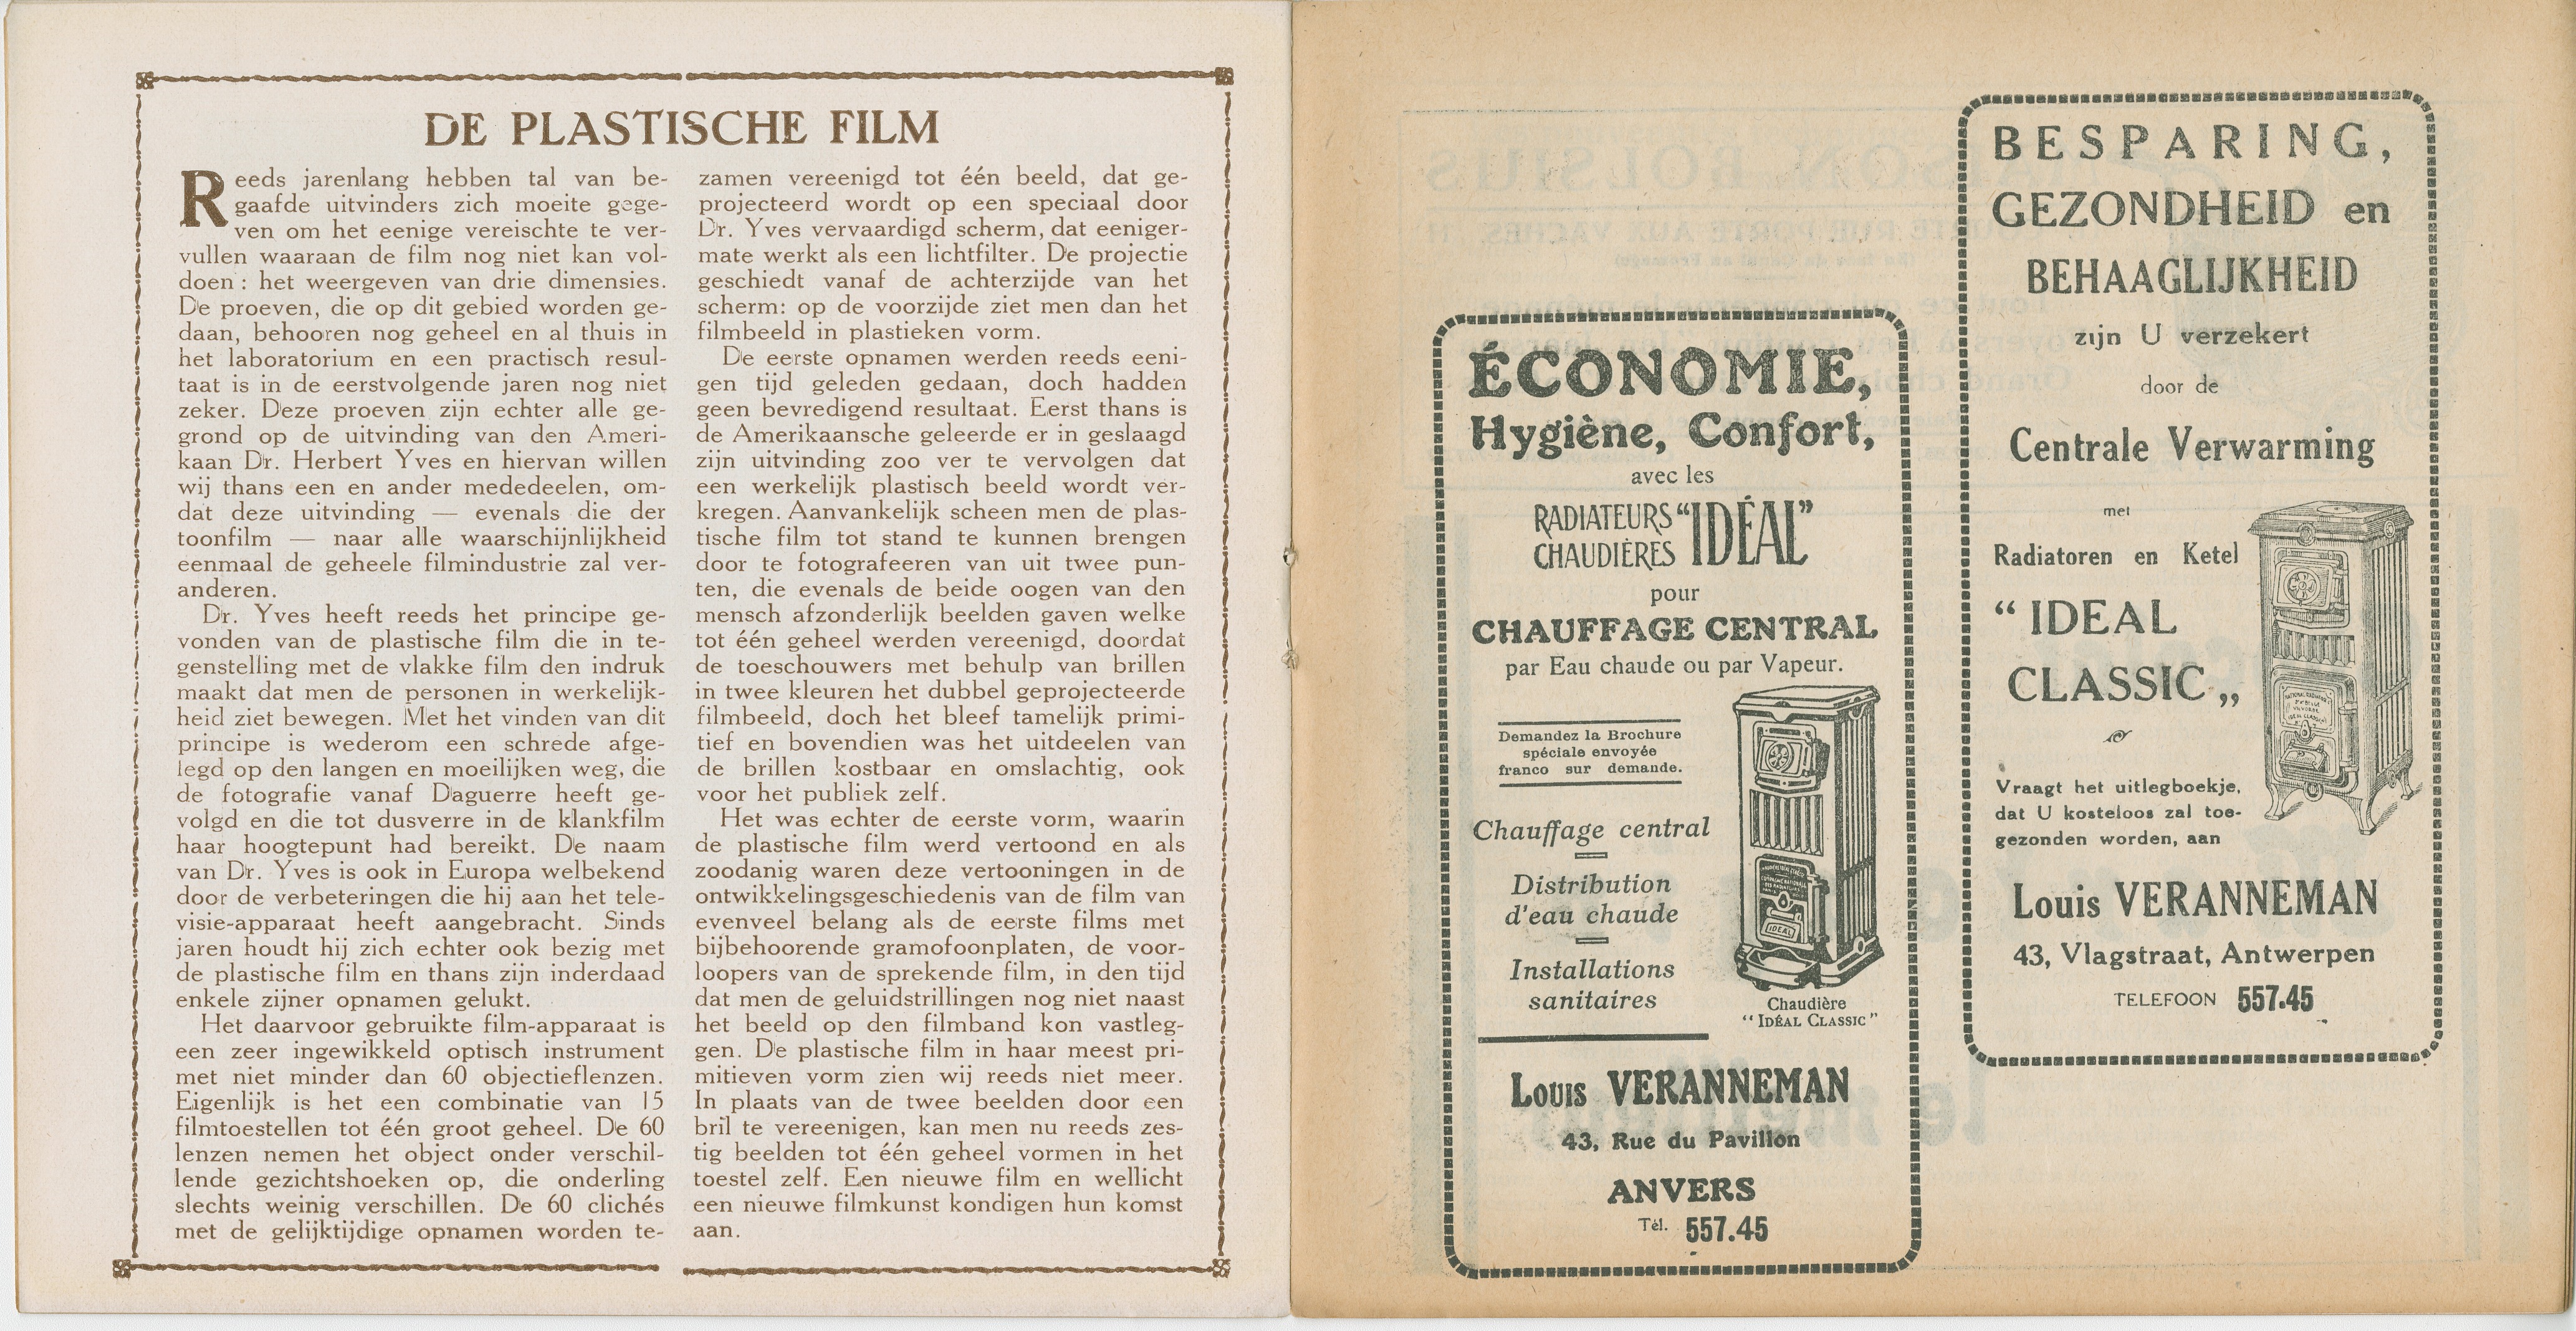 DE PLASTISCHE FILM
Reeds jarenlang hebben tal van be-
gaafde uitvinders zich moeite gege-
ven om het eenige vereischte te ver-
vullen waaraan de film nog niet kan vol-
doen : het weergeven van drie dimensies.
De proeven, die op dit gebied worden ge-
daan, behooren nog geheel en al thuis in
het laboratorium en een practisch resul-
taat is in de eerstvolgende jaren nog niet
zeker. Deze proeven zijn echter alle ge-
grond op de uitvinding van den Ameri-
kaan Dr. Herbert Yves en hiervan willen
wij thans een en ander mededeelen, om-
dat deze uitvinding — evenals die der
toonfilm — naar alle waarschijnlijkheid
eenmaal de geheele filmindustrie zal ver-
anderen.
Dr. Yves heeft reeds het principe ge-
vonden van de plastische film die in te-
genstelling met de vlakke film den indruk
maakt dat men de personen in werkelijk-
heid ziet bewegen. Met het vinden van dit
principe is wederom een schrede afge-
legd op den langen en moeilijken weg, die
de fotografie vanaf Daguerre heeft ge-
volgd en die tot dusverre in de klankfilm
haar hoogtepunt had bereikt. De naam
van Dr. Yves is ook in Europa welbekend
door de verbeteringen die hij aan het tele-
visie-apparaat heeft aangebracht. Sinds
jaren houdt hij zich echter ook bezig met
de plastische film en thans zijn inderdaad
enkele zijner opnamen gelukt.
Het daarvoor gebruikte film-apparaat is
een zeer ingewikkeld optisch instrument
met niet minder dan 60 objectieflenzen.
Eigenlijk is het een combinatie van 15
filmtoestellen tot één groot geheel. De 60
lenzen nemen het object onder verschil-
lende gezichtshoeken op, die onderling
slechts weinig verschillen. De 60 clichés
met de gelijktijdige opnamen worden te-
zamen vereenigd tot één beeld, dat ge-
projecteerd wordt op een speciaal door
Dr. Yves vervaardigd scherm, dat eeniger-
mate werkt als een lichtfilter. De projectie
geschiedt vanaf de achterzijde van het
scherm: op de voorzijde ziet men dan het
filmbeeld in plastieken vorm.
De eerste opnamen werden reeds eeni-
gen tijd geleden gedaan, doch hadden
geen bevredigend resultaat. Eerst thans is
de Amerikaansche geleerde er in geslaagd
zijn uitvinding zoo ver te vervolgen dat
een werkelijk plastisch beeld wordt ver-
kregen. Aanvankelijk scheen men de plas-
tische film tot stand te kunnen brengen
door te fotografeeren van uit twee pun-
ten, die evenals de beide oogen van den
mensch afzonderlijk beelden gaven welke
tot één geheel werden vereenigd, doordat
de toeschouwers met behulp van brillen
in twee kleuren het dubbel geprojecteerde
filmbeeld, doch het bleef tamelijk primi-
tief en bovendien was het uitdeelen van
de brillen kostbaar en omslachtig, ook
voor het publiek zelf.
Het was echter de eerste vorm, waarin
de plastische film werd vertoond en als
zoodanig waren deze vertooningen in de
ontwikkelingsgeschiedenis van de film van
evenveel belang als de eerste films met
bijbehoorende gramofoonplaten, de voor-
loopers van de sprekende film, in den tijd
dat men de geluidstrillingen nog niet naast
het beeld op den filmband kon vastleg-
gen. De plastische film in haar meest pri-
mitieven vorm zien wij reeds niet meer.
In plaats van de twee beelden door een
bril te vereenigen, kan men nu reeds zes-
tig beelden tot één geheel vormen in het
toestel zelf. Een nieuwe film en wellicht
een nieuwe filmkunst kondigen hun komst
aan.
ÉCONOMIE,
Hygiène, Confort,
avec les
RADIATEURS
CHAUDIÈRES "IDÉAL"
pour
CHAUFFAGE CENTRAL
par Eau chaude ou par Vapeur.
Demandez la Brochure
spéciale envoyée
franco sur demande.
Chauffage central
Distribution
d'eau chaude
Installations
sanitaires
IDEAL
Chaudière
"IDÉAL CLASSIC"
Louis VERANNEMAN
43, Rue du Pavillon
ANVERS
Tél. 557.45
BESPARING,
GEZONDHEID en
BEHAAGLIJKHEID
zijn U verzekert
door de
Centrale Verwarming
met
Radiatoren en Ketel
"IDEAL
CLASSIC„
Vraagt het uitlegboekje,
dat U kosteloos zal toe-
gezonden worden, aan
Louis VERANNEMAN
43, Vlagstraat, Antwerpen
TELEFOON 557.45